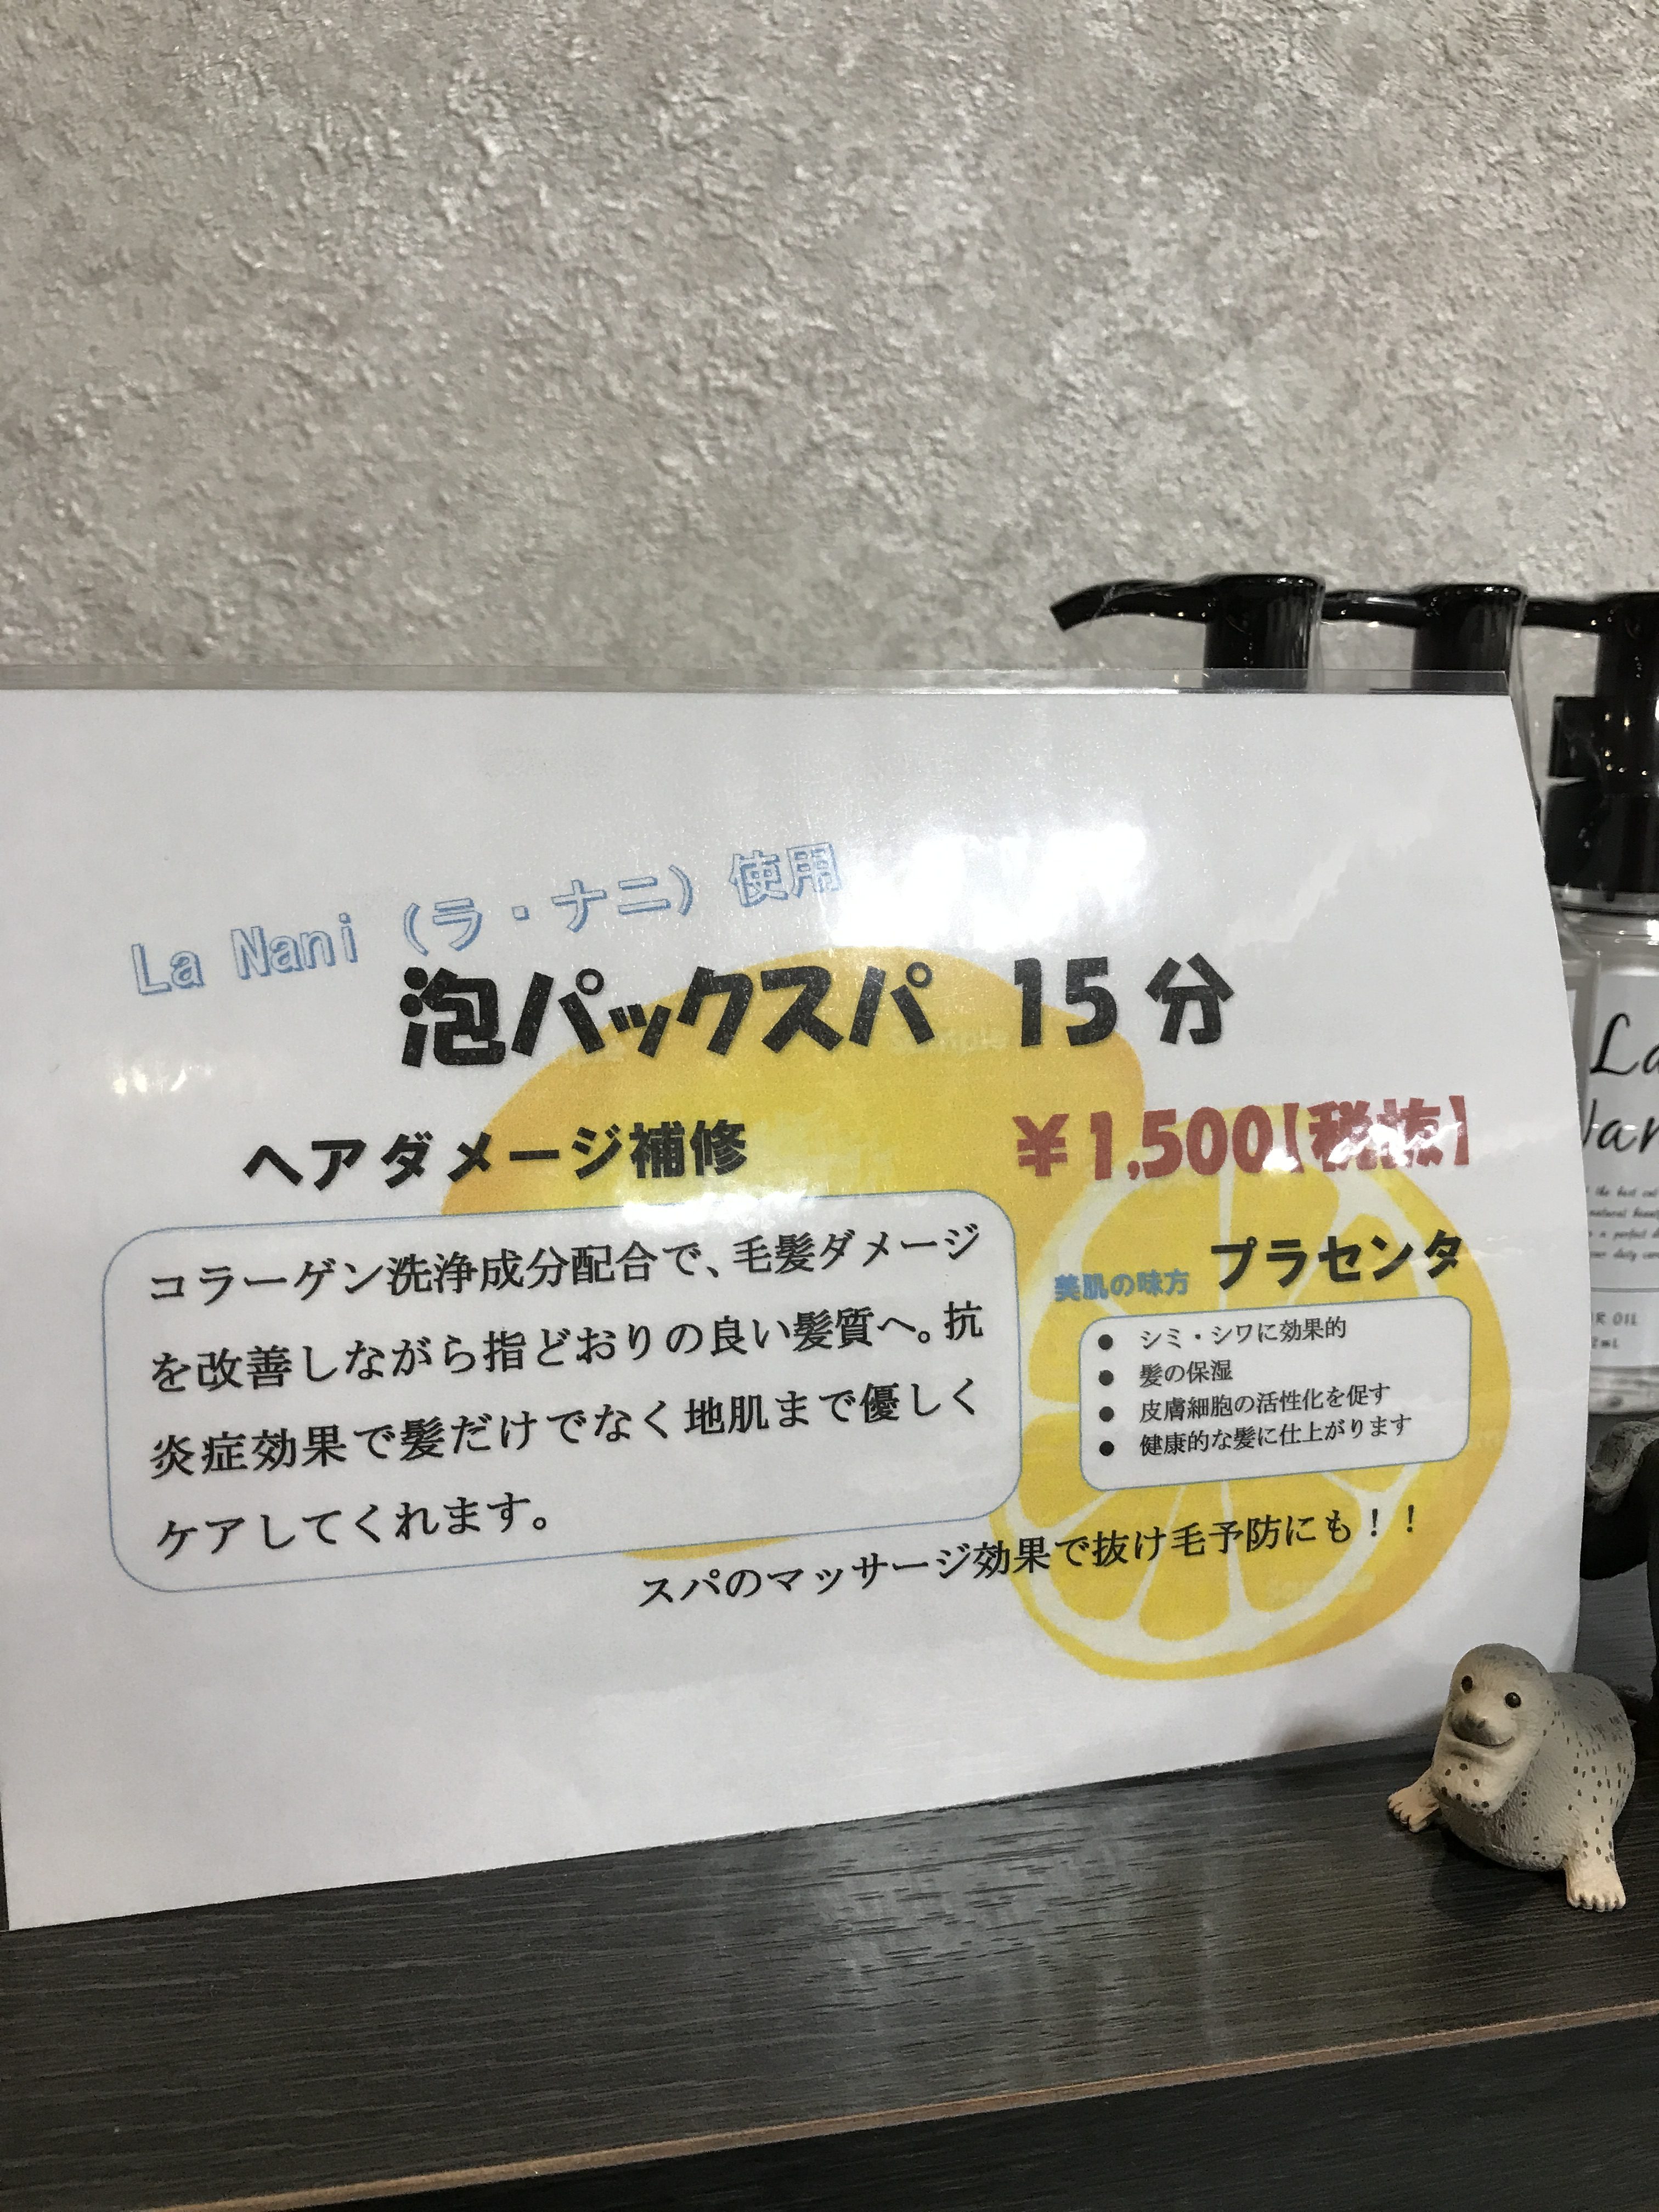 La Nani（ラ・ナニ）使用
泡パックスパ 15分
ヘアダメージ補修
￥1,500【税抜】
コラーゲン洗浄成分配合で、毛髪ダメージ
を改善しながら指どおりの良い髪質へ。抗
炎症効果で髪だけでなく地肌まで優しく
ケアしてくれます。
美肌の味方 プラセンタ
● シミ・シワに効果的
● 髪の保湿
● 皮膚細胞の活性化を促す
● 健康的な髪に仕上がります
スパのマッサージ効果で抜け毛予防にも！！
La
Nan
OIL